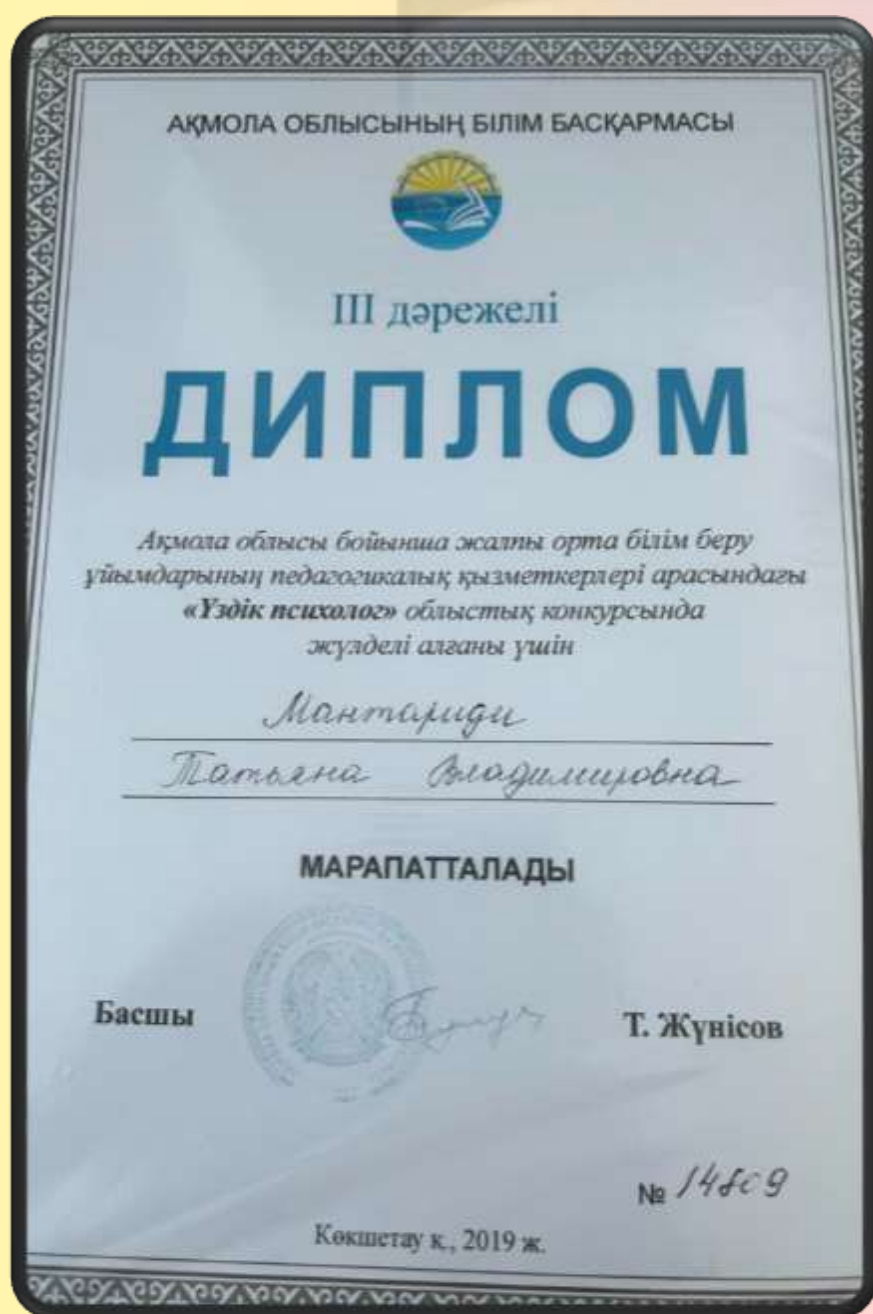 АҚМОЛА ОБЛЫСЫНЫҢ БІЛІМ БАСҚАРМАСЫ
III дәрежелі
ДИПЛОМ
Ақмола облысы бойынша жалпы орта білім беру
ұйымдарының педагогикалық қызметкерлері арасындағы
«Үздік психолог» облыстық конкурсында
жүлделі алғаны үшін
Мантариди
Татьяна Владимировна
МАРАПАТТАЛАДЫ
Басшы Т. Жүнісов
№ 14809
Көкшетау қ., 2019 ж.